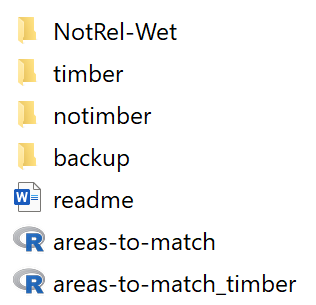 NotRel-Wet
timber
notimber
backup
readme
areas-to-match
areas-to-match_timber